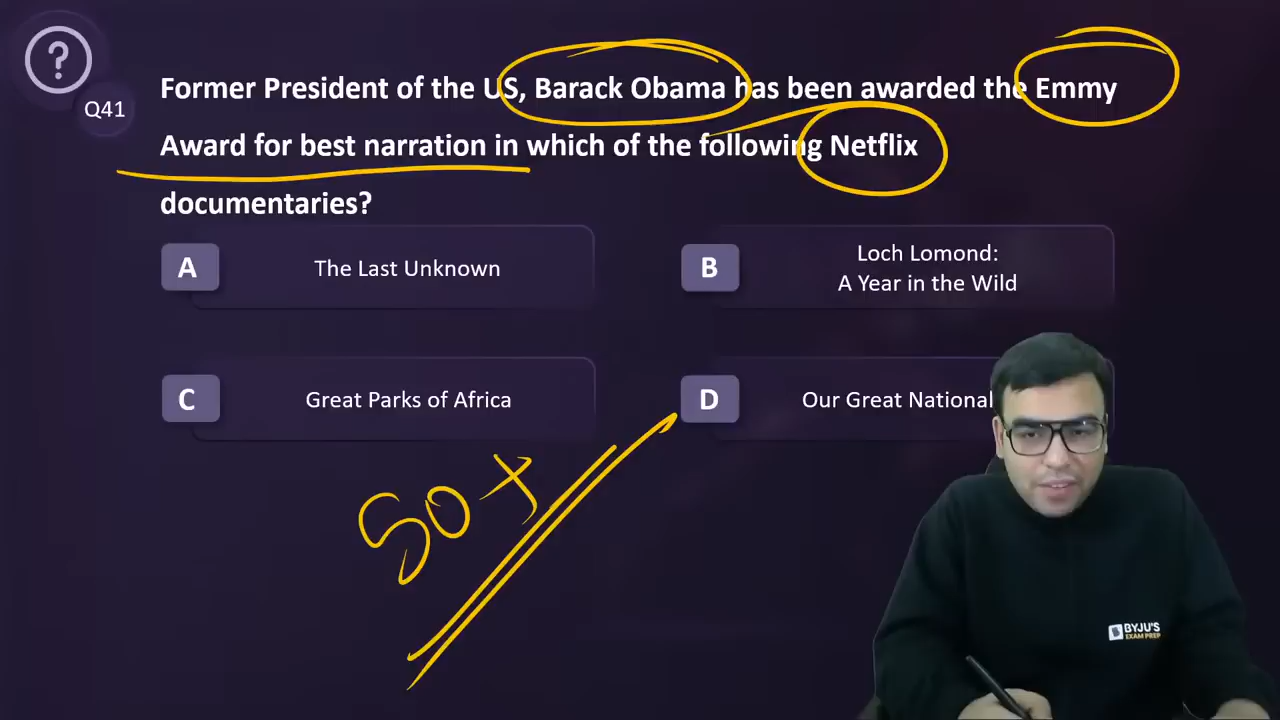 ?
Q41
Former President of the US, Barack Obama has been awarded the Emmy
Award for best narration in which of the following Netflix
documentaries?
A
The Last Unknown
B
Loch Lomond:
A Year in the Wild
C
Great Parks of Africa
D
Our Great National
50+
BYJU'S
EXAM PREP